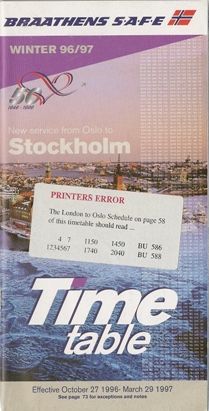 BRAATHENS S·A·F·E
WINTER 96/97
50
1946 - 1996
New service from Oslo to
Stockholm
PRINTERS ERROR
The London to Oslo Schedule on page 58
of this timetable should read ...
4 7 1150 1450 BU 586
1234567 1740 2040 BU 588
Time
table
Effective October 27 1996- March 29 1997
See page 73 for exceptions and notes